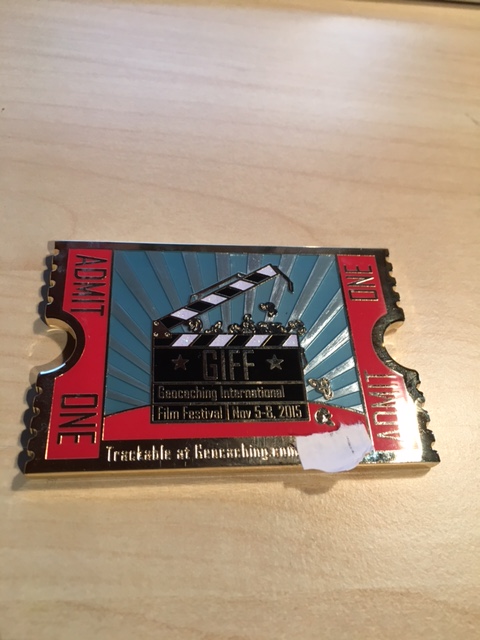 ADMIT
ONE
GIFF
Geocaching International
Film Festival | Nov 5-8, 2015
Trackable at Geocaching.com
ONE
ADMIT